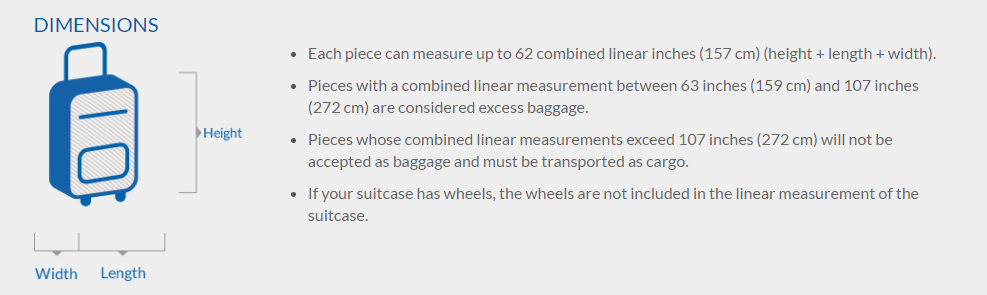 DIMENSIONS
Height
Width
Length
• Each piece can measure up to 62 combined linear inches (157 cm) (height + length + width).
• Pieces with a combined linear measurement between 63 inches (159 cm) and 107 inches
(272 cm) are considered excess baggage.
• Pieces whose combined linear measurements exceed 107 inches (272 cm) will not be
accepted as baggage and must be transported as cargo.
• If your suitcase has wheels, the wheels are not included in the linear measurement of the
suitcase.